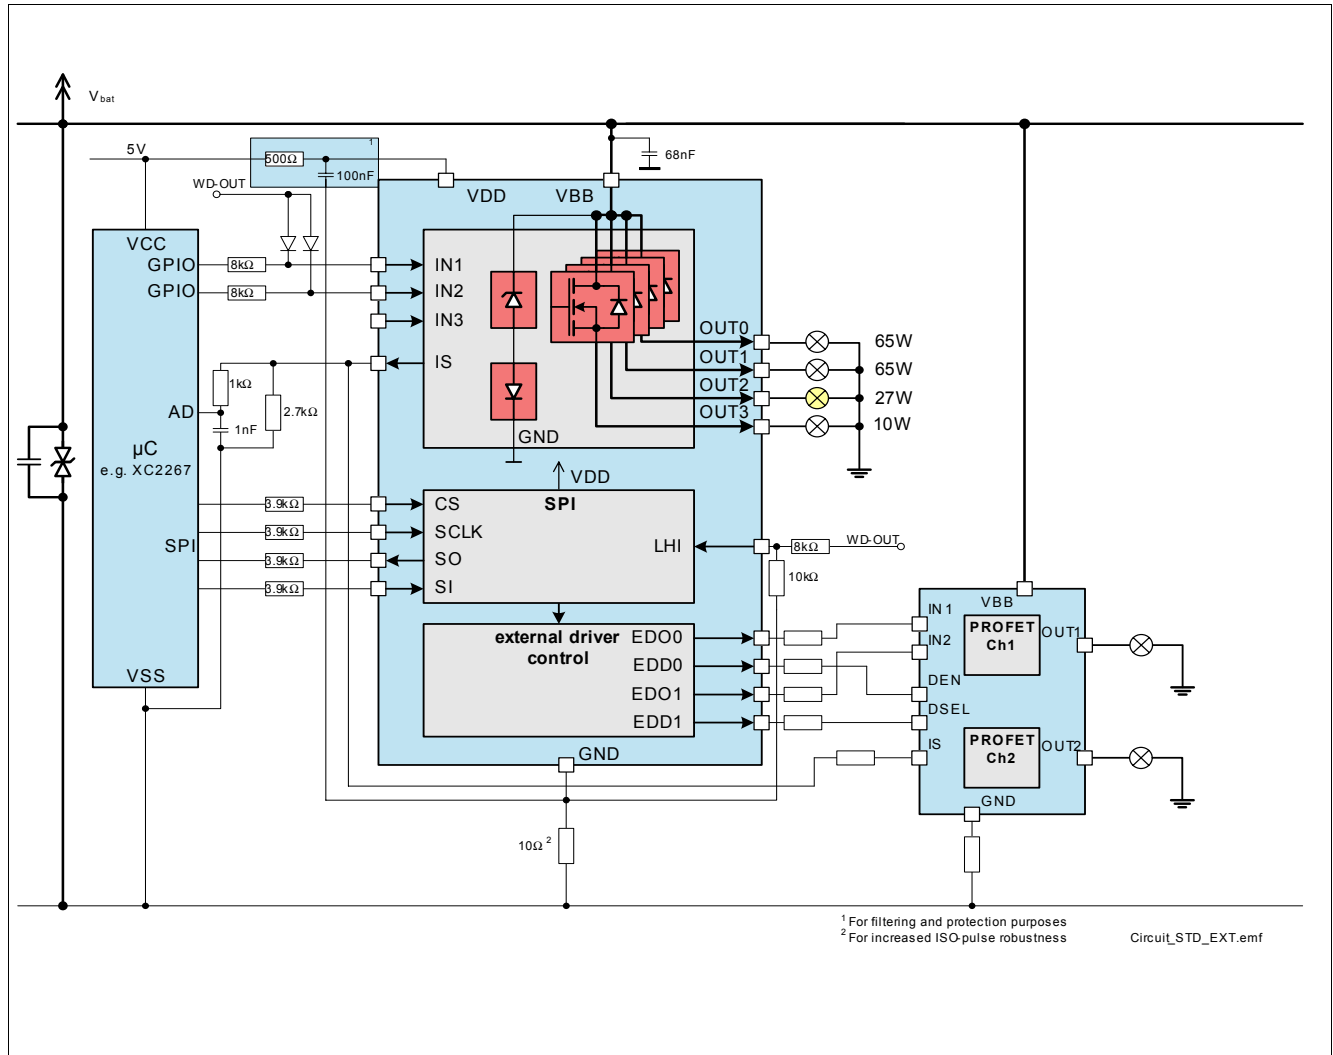 V bat
5V
500Ω
1
100nF
68nF
WD-OUT
VDD
VBB
VCC
GPIO
8kΩ
IN1
GPIO
8kΩ
IN2
IN3
IS
OUT0
65W
OUT1
65W
OUT2
27W
OUT3
10W
1kΩ
2.7kΩ
AD
1nF
GND
µC
e.g. XC2267
VDD
SPI
3.9kΩ
CS
3.9kΩ
SCLK
SPI
3.9kΩ
SO
3.9kΩ
SI
LHI
8kΩ
WD-OUT
10kΩ
external driver
control
EDO0
EDD0
EDO1
EDD1
VSS
GND
10Ω 2
VBB
IN1
IN2
DEN
DSEL
IS
PROFET
Ch1
OUT1
PROFET
Ch2
OUT2
GND
1 For filtering and protection purposes
2 For increased ISO-pulse robustness
Circuit_STD_EXT.emf